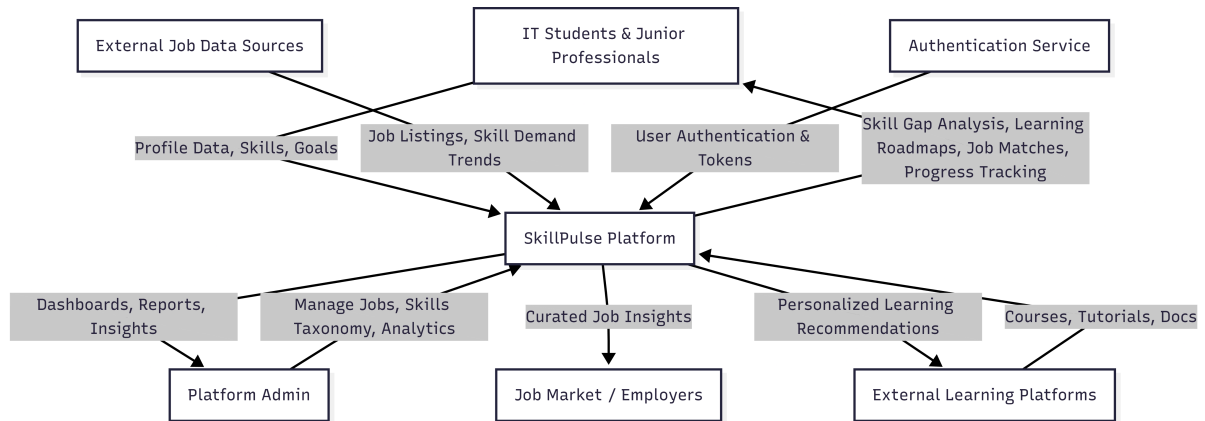 External Job Data Sources
IT Students & Junior
Professionals
Authentication Service
Profile Data, Skills, Goals
Job Listings, Skill Demand
Trends
User Authentication &
Tokens
Skill Gap Analysis, Learning
Roadmaps, Job Matches,
Progress Tracking
SkillPulse Platform
Dashboards, Reports,
Insights
Manage Jobs, Skills
Taxonomy, Analytics
Curated Job Insights
Personalized Learning
Recommendations
Courses, Tutorials, Docs
Platform Admin
Job Market / Employers
External Learning Platforms